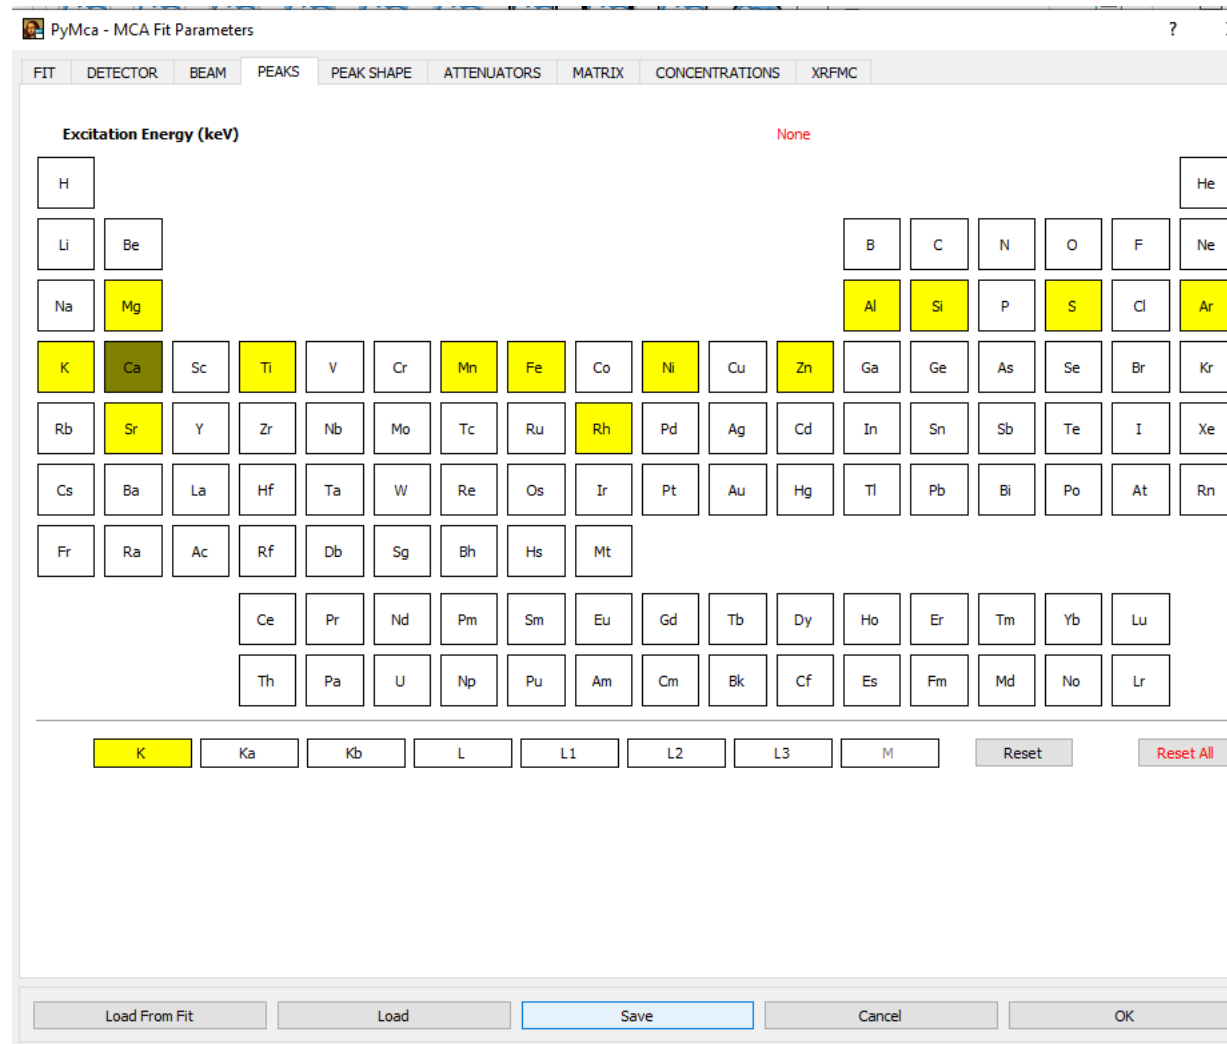 PyMca - MCA Fit Parameters ?
FIT DETECTOR BEAM PEAKS PEAK SHAPE ATTENUATORS MATRIX CONCENTRATIONS XRFMC
Excitation Energy (keV) None
H He
Li Be B C N O F Ne
Na Mg Al Si P S Cl Ar
K Ca Sc Ti V Cr Mn Fe Co Ni Cu Zn Ga Ge As Se Br Kr
Rb Sr Y Zr Nb Mo Tc Ru Rh Pd Ag Cd In Sn Sb Te I Xe
Cs Ba La Hf Ta W Re Os Ir Pt Au Hg Tl Pb Bi Po At Rn
Fr Ra Ac Rf Db Sg Bh Hs Mt
Ce Pr Nd Pm Sm Eu Gd Tb Dy Ho Er Tm Yb Lu
Th Pa U Np Pu Am Cm Bk Cf Es Fm Md No Lr
K Ka Kb L L1 L2 L3 M Reset Reset All
Load From Fit Load Save Cancel OK